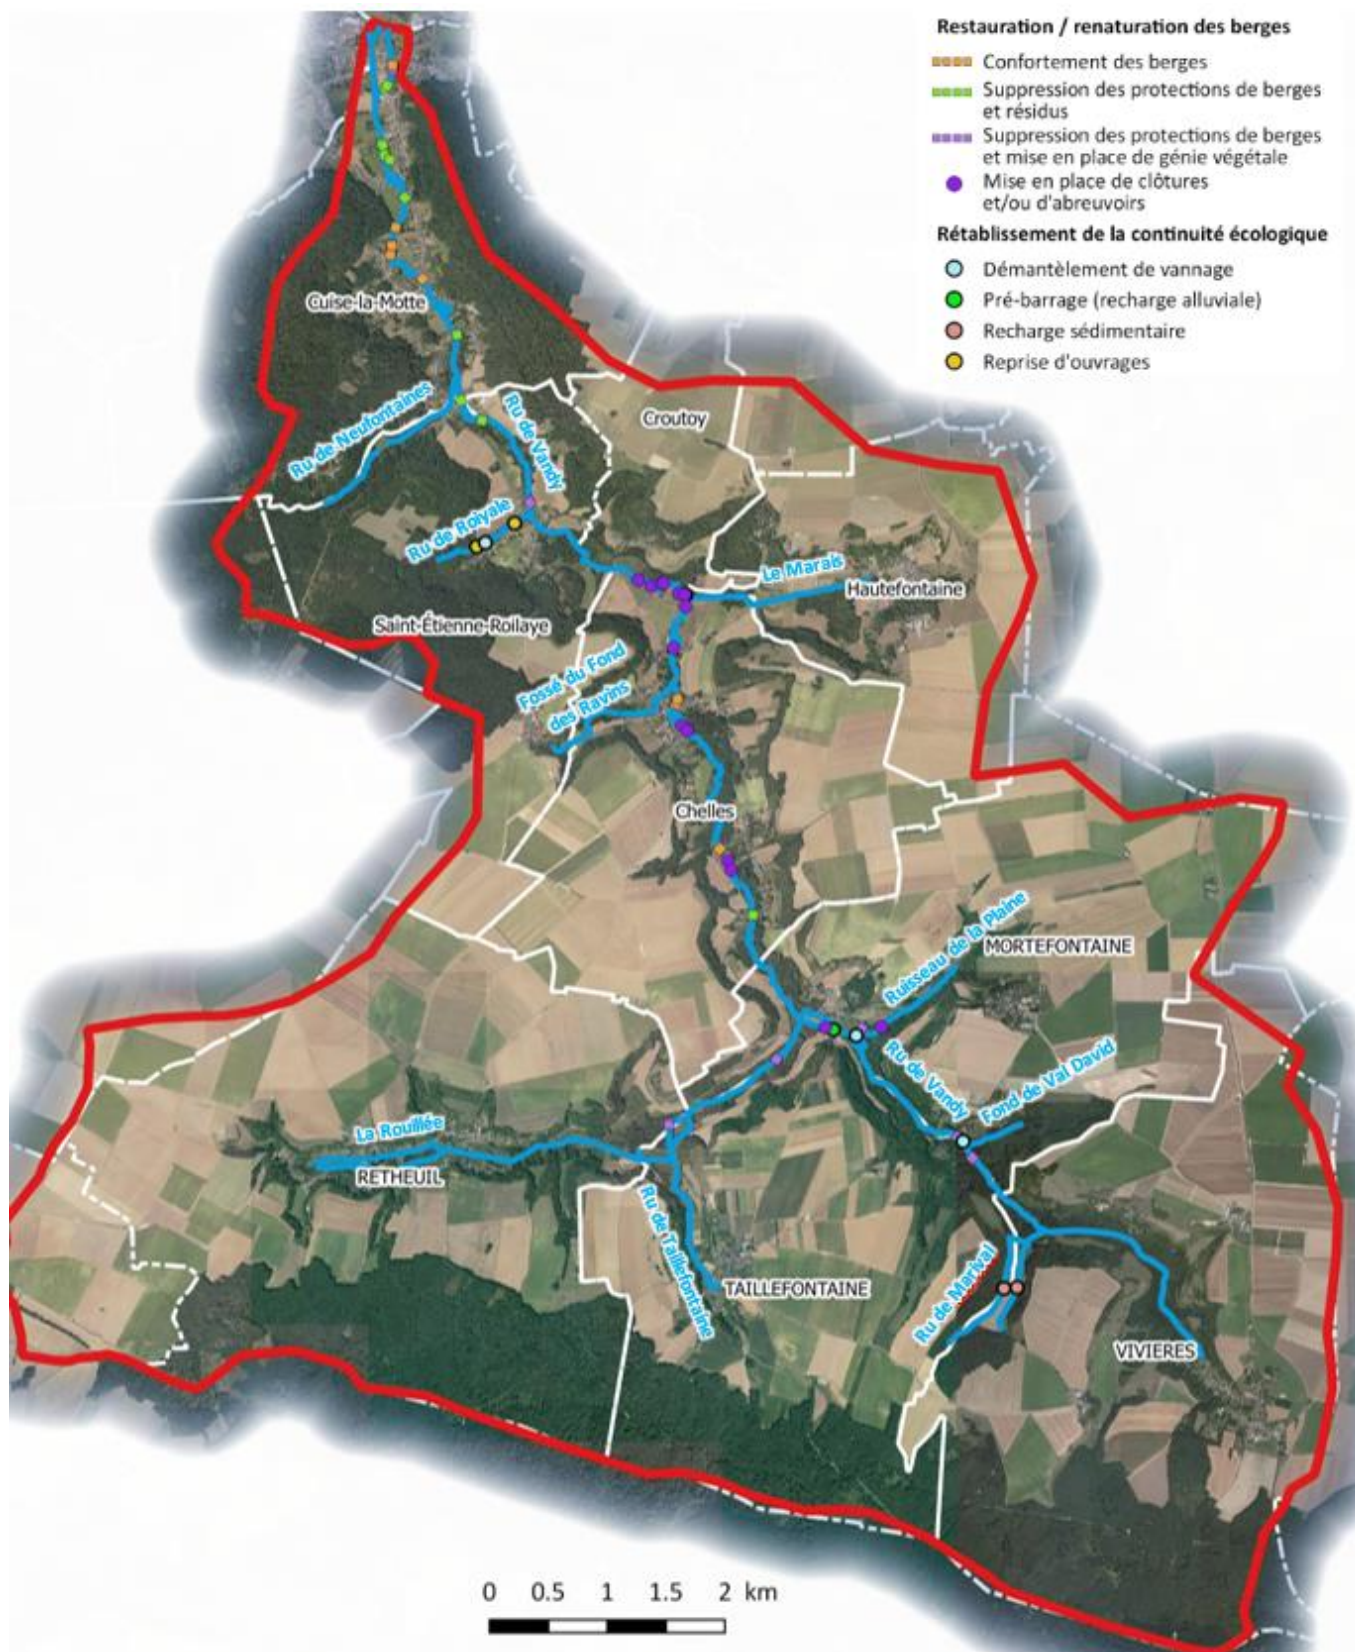 Restauration / renaturation des berges
Confortement des berges
Suppression des protections de berges
et résidus
Suppression des protections de berges
et mise en place de génie végétale
Mise en place de clôtures
et/ou d'abreuvoirs
Rétablissement de la continuité écologique
Démantèlement de vannage
Pré-barrage (recharge alluviale)
Recharge sédimentaire
Reprise d'ouvrages
Cuise-la-Motte
Ru de Neufontaines
Ru de Vandy
Croutoy
Ru de Roiyale
Le Marais
Hautefontaine
Saint-Étienne-Roilaye
Fossé du Fond
des Ravins
Chelles
Ruisseau de la Plaine
MORTEFONTAINE
Ru de Vandy
Fond de Val David
La Rouillée
RETHEUIL
Ru de Taillefontaine
TAILLEFONTAINE
Ru de Marival
VIVIERES
0 0.5 1 1.5 2 km